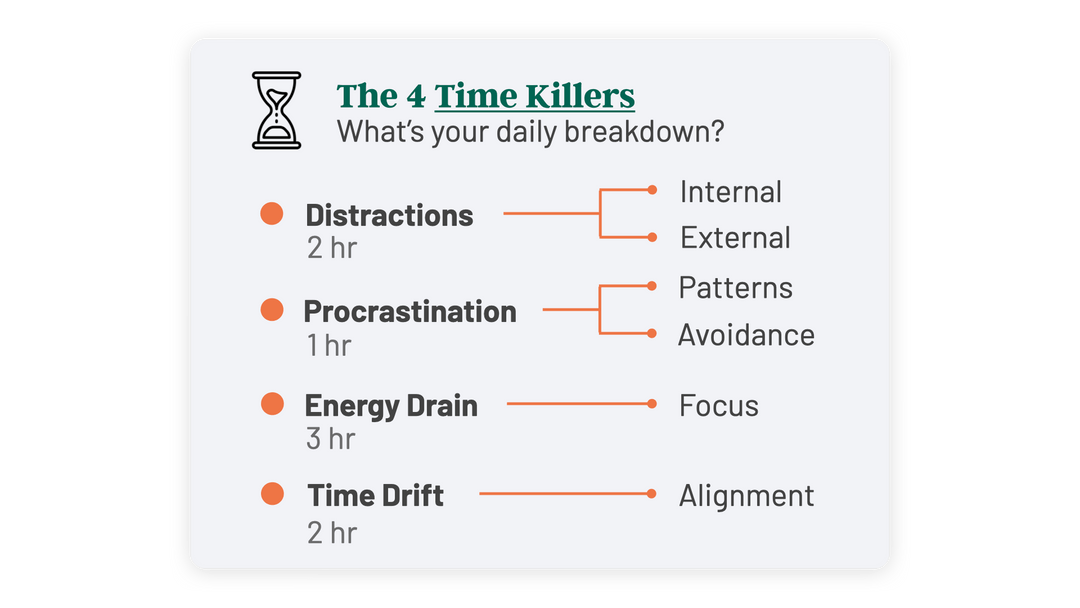 The 4 Time Killers
What's your daily breakdown?
Distractions
2 hr
Internal
External
Procrastination
1 hr
Patterns
Avoidance
Energy Drain
3 hr
Focus
Time Drift
2 hr
Alignment